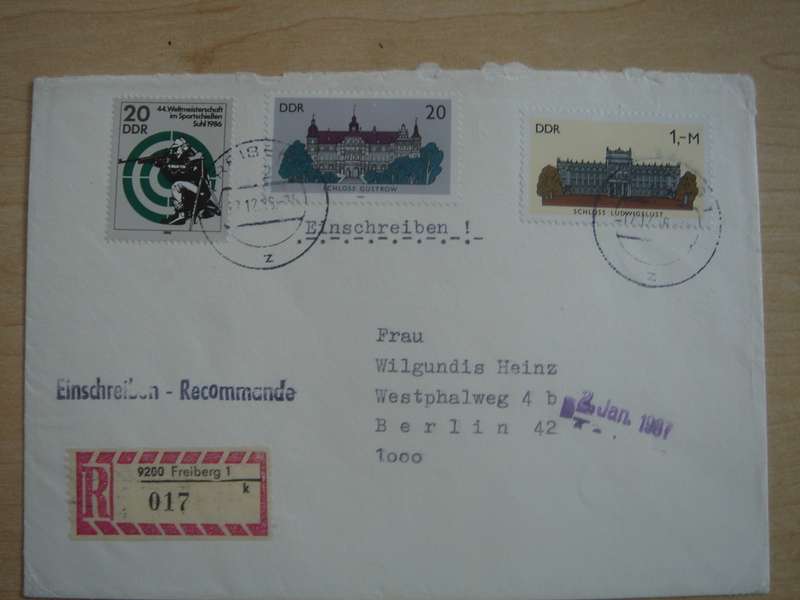 20
DDR
44. Weltmeisterschaft
im Sportschießen
Suhl 1986
DDR
20
SCHLOSS GÜSTROW
DDR
1,-M
SCHLOSS LUDWIGSLUST
z
z
Einschreiben !
Frau
Wilgundis Heinz
Westphalweg 4 b
Berlin 42
1ooo
2. Jan. 1987
Einschreiben - Recommande
R
9200 Freiberg 1
k
017